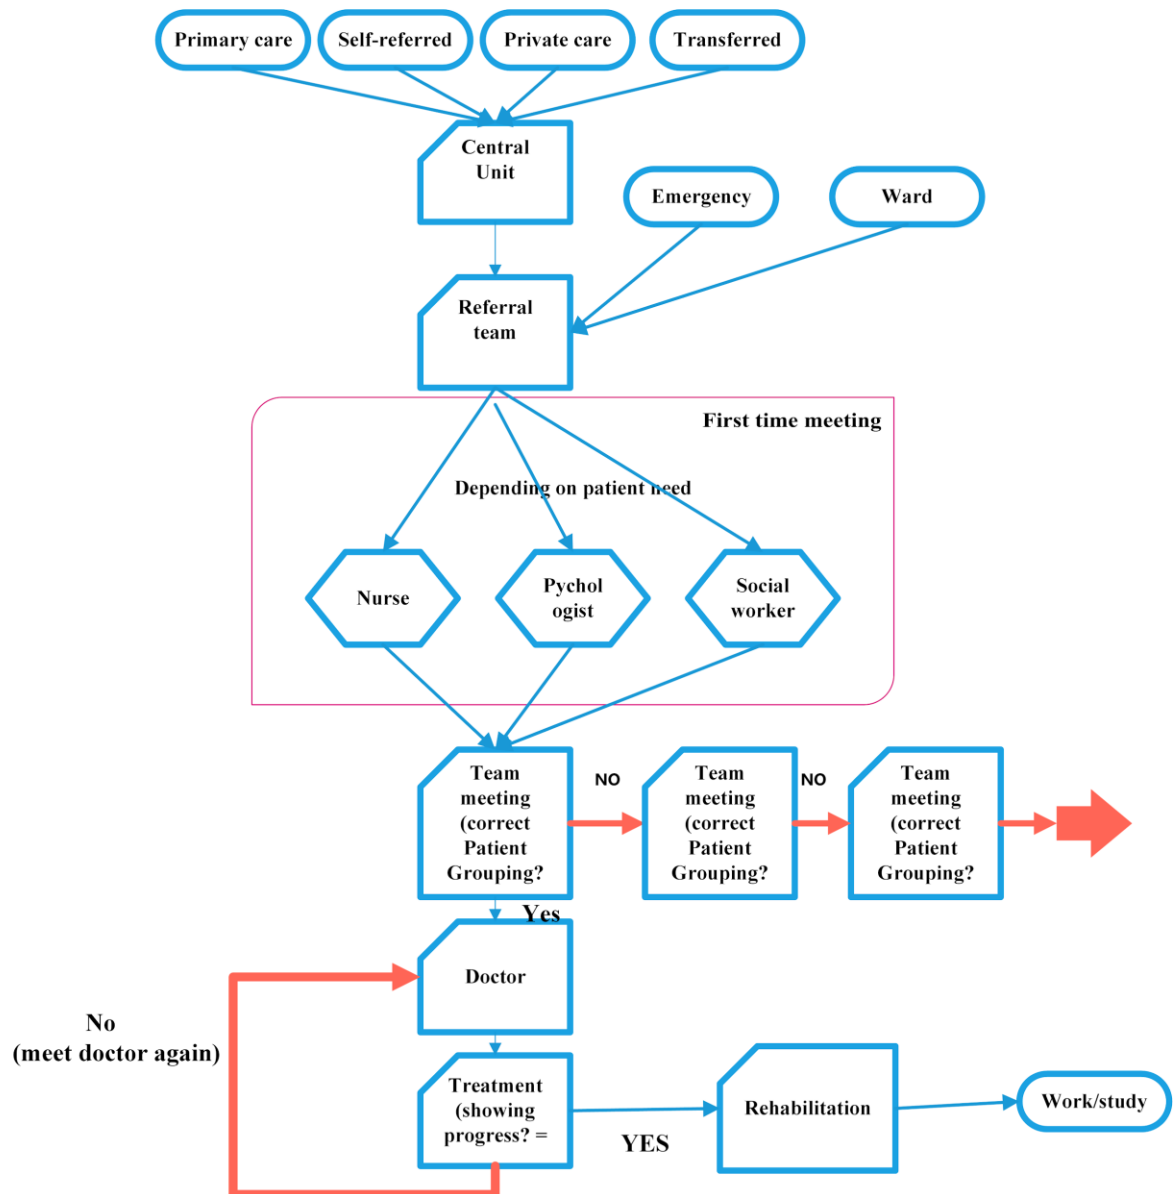 Primary care
Self-referred
Private care
Transferred
Central
Unit
Emergency
Ward
Referral
team
First time meeting
Depending on patient need
Nurse
Pychol
ogist
Social
worker
Team
meeting
(correct
Patient
Grouping?
NO
Team
meeting
(correct
Patient
Grouping?
NO
Team
meeting
(correct
Patient
Grouping?
Yes
Doctor
No
(meet doctor again)
Treatment
(showing
progress? =
YES
Rehabilitation
Work/study